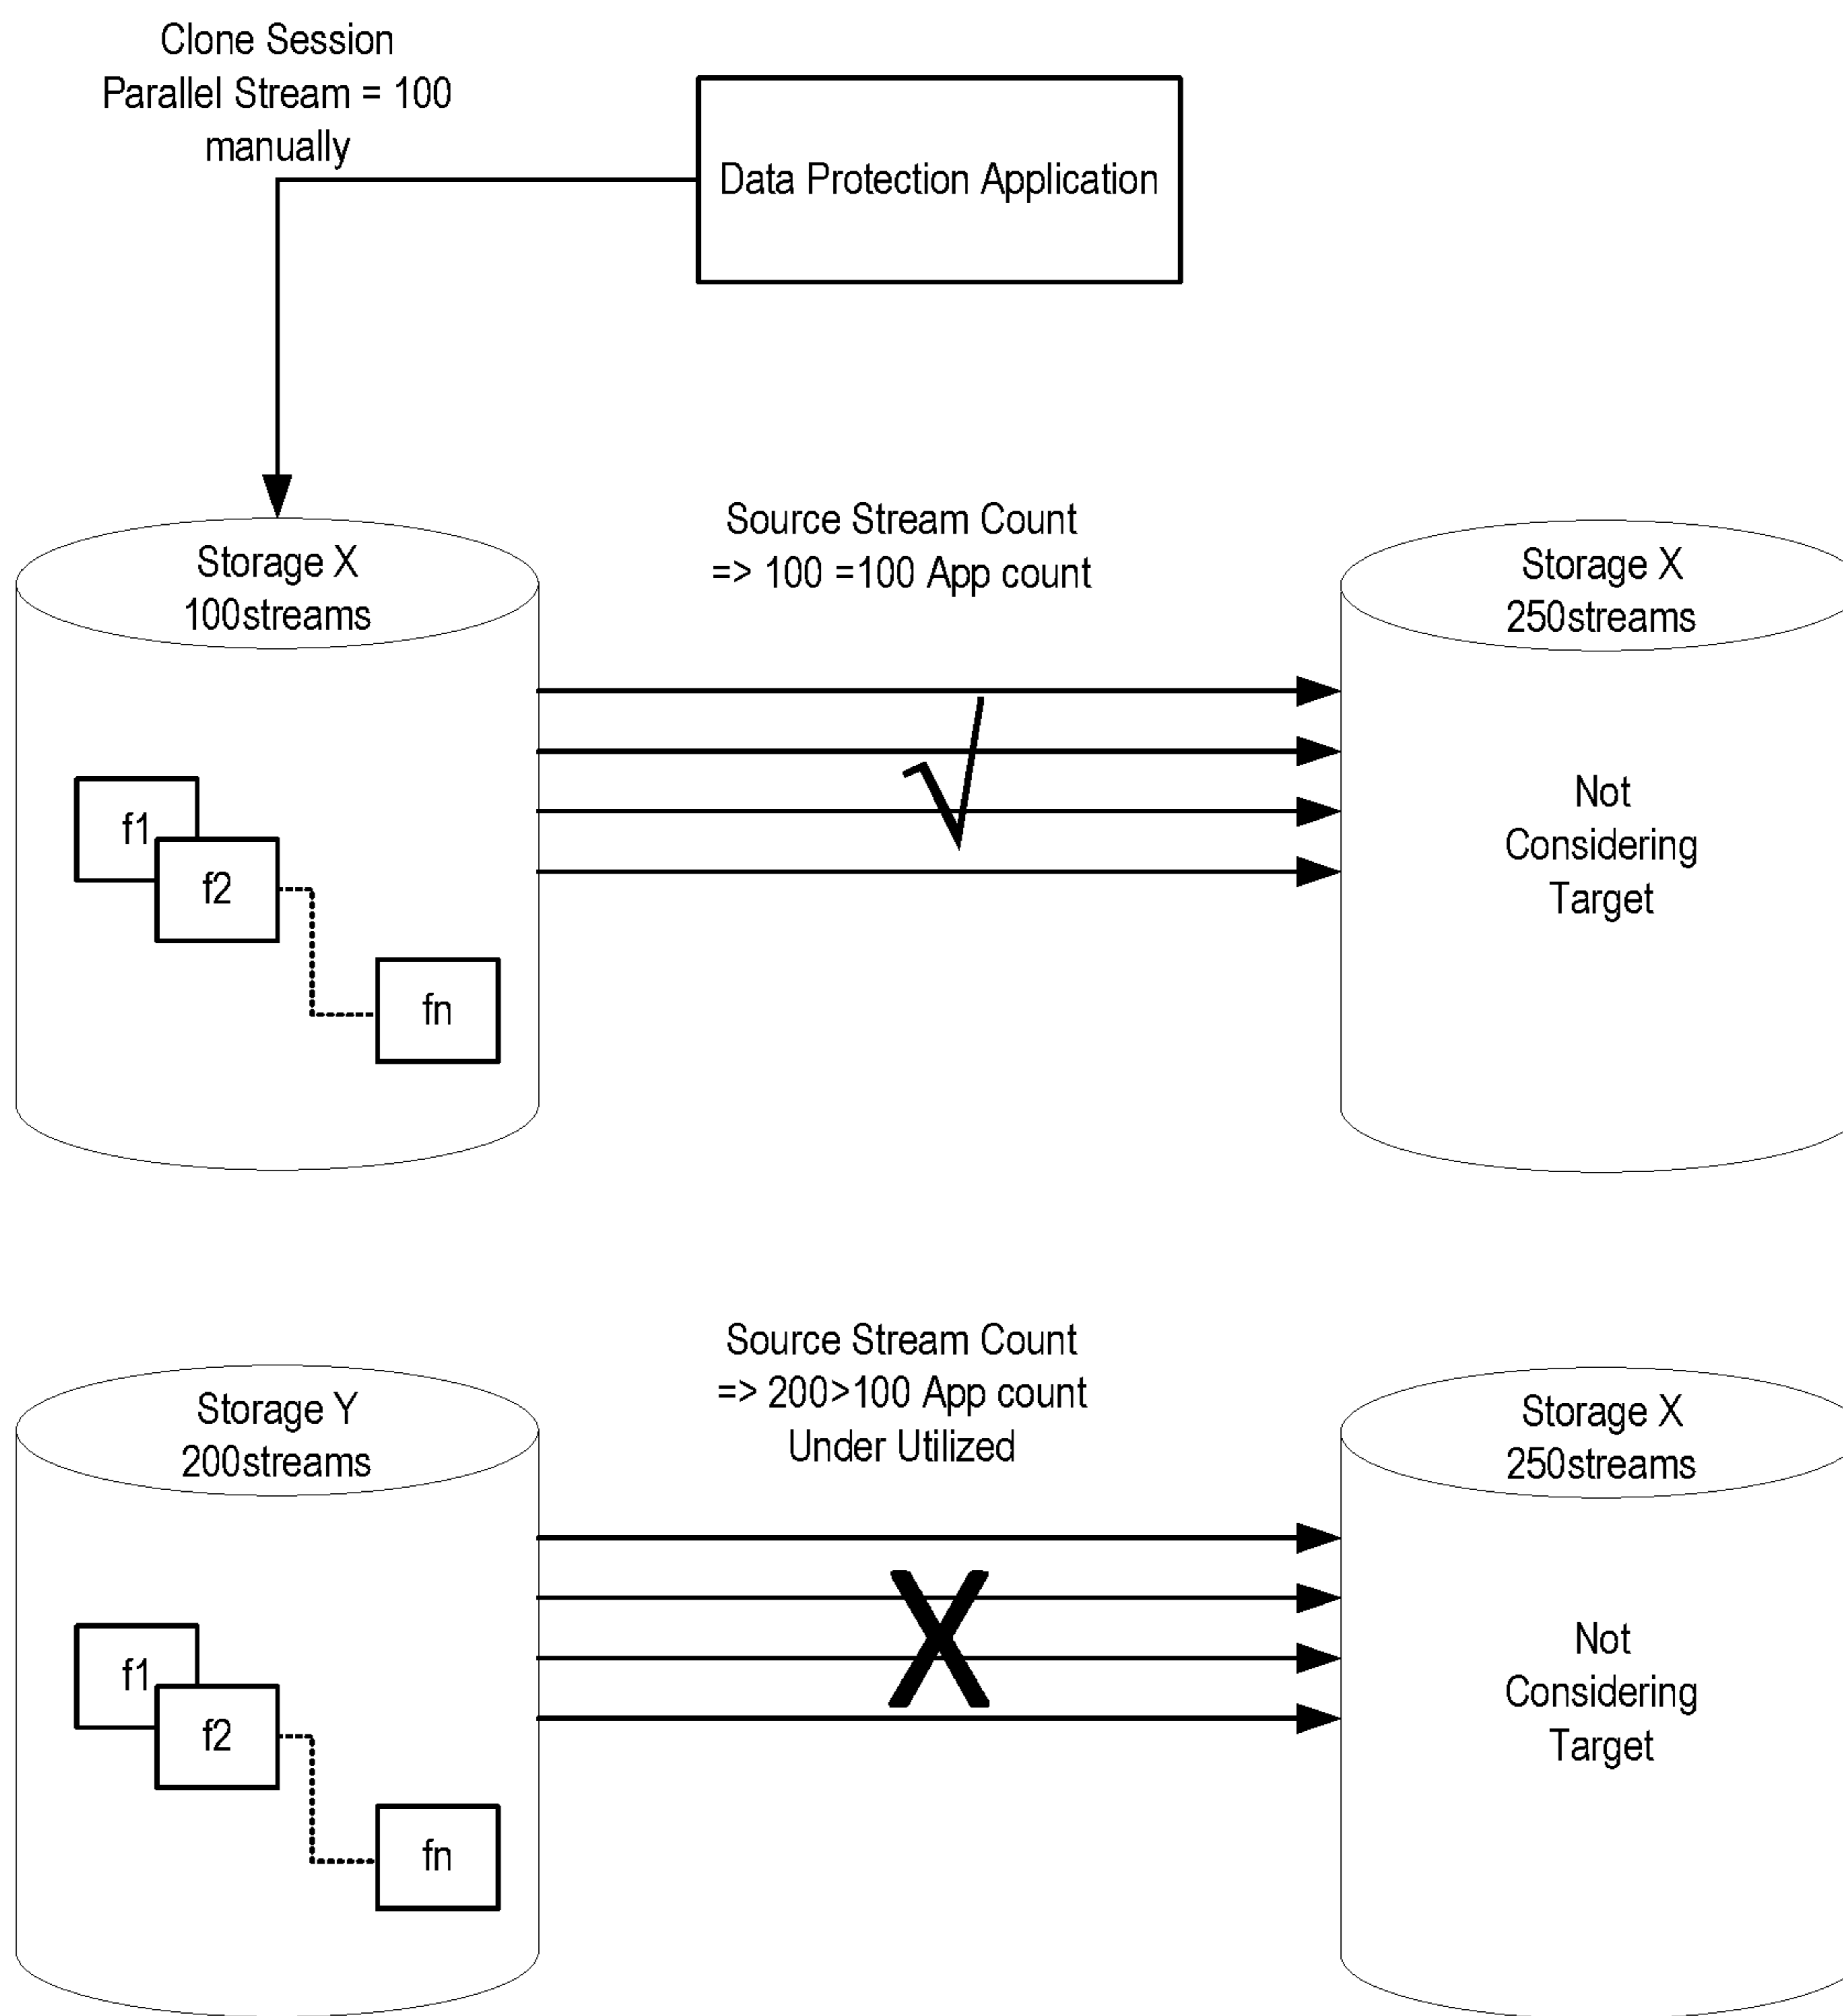 Clone Session
Parallel Stream = 100
manually
Data Protection Application
Storage X
100streams
Source Stream Count
=> 100 =100 App count
Storage X
250streams
f1
f2
fn
Not
Considering
Target
Storage Y
200streams
Source Stream Count
=> 200>100 App count
Under Utilized
Storage X
250streams
f1
f2
fn
Not
Considering
Target